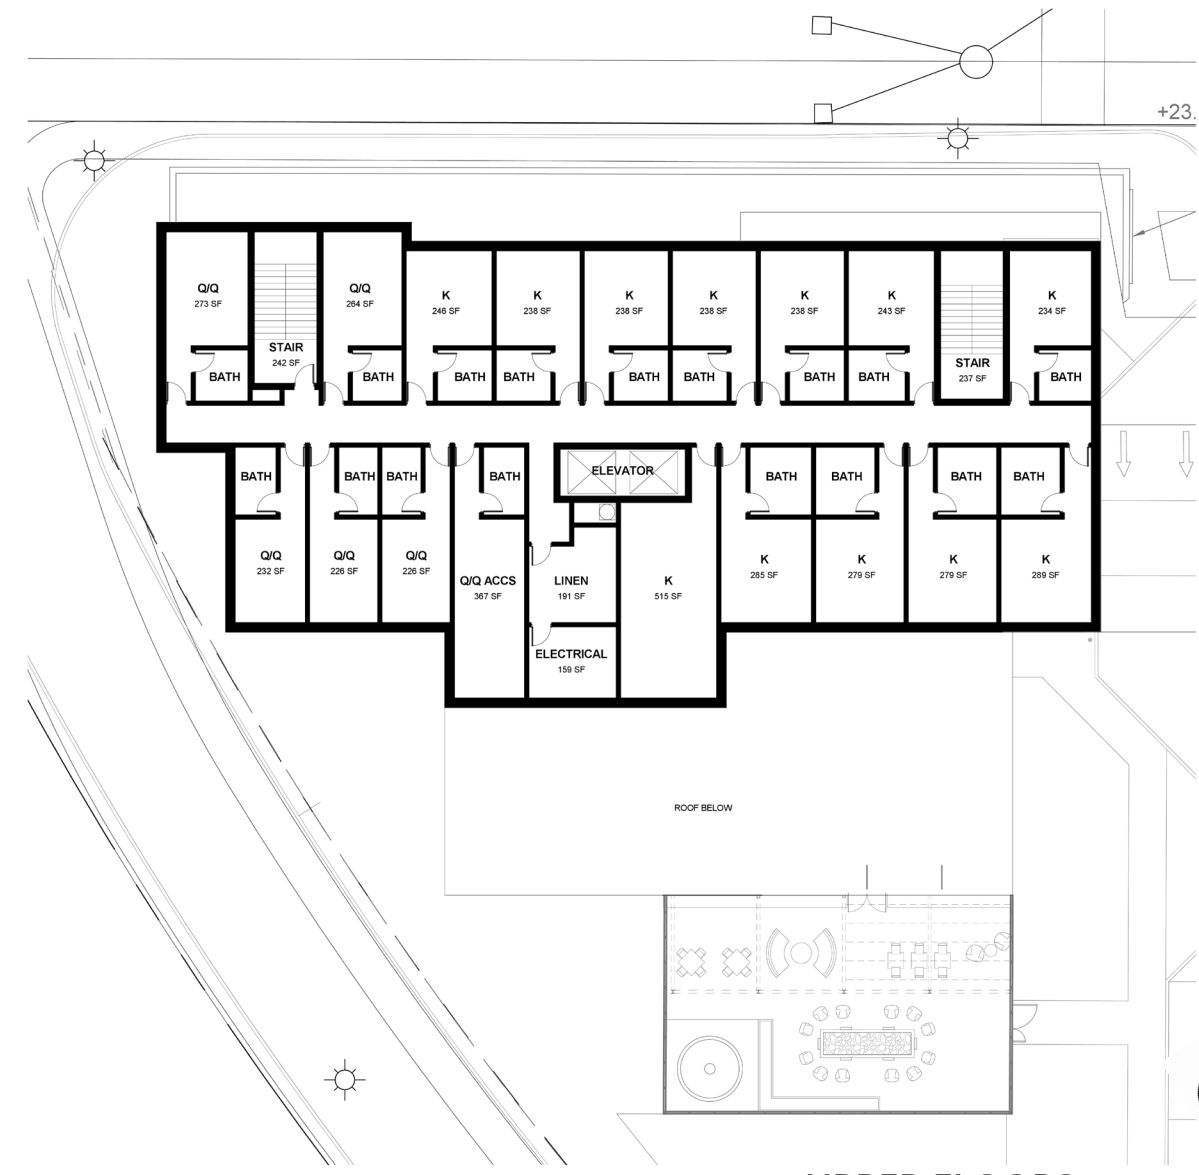 +23.
Q/Q
273 SF
Q/Q
264 SF
K
246 SF
K
238 SF
K
238 SF
K
238 SF
K
238 SF
K
243 SF
K
234 SF
STAIR
242 SF
STAIR
237 SF
BATH
BATH
BATH
BATH
BATH
BATH
BATH
BATH
BATH
BATH
BATH
BATH
BATH
ELEVATOR
BATH
BATH
BATH
BATH
Q/Q
232 SF
Q/Q
226 SF
Q/Q
226 SF
Q/Q ACCS
367 SF
LINEN
191 SF
K
515 SF
K
285 SF
K
279 SF
K
279 SF
K
289 SF
ELECTRICAL
159 SF
ROOF BELOW